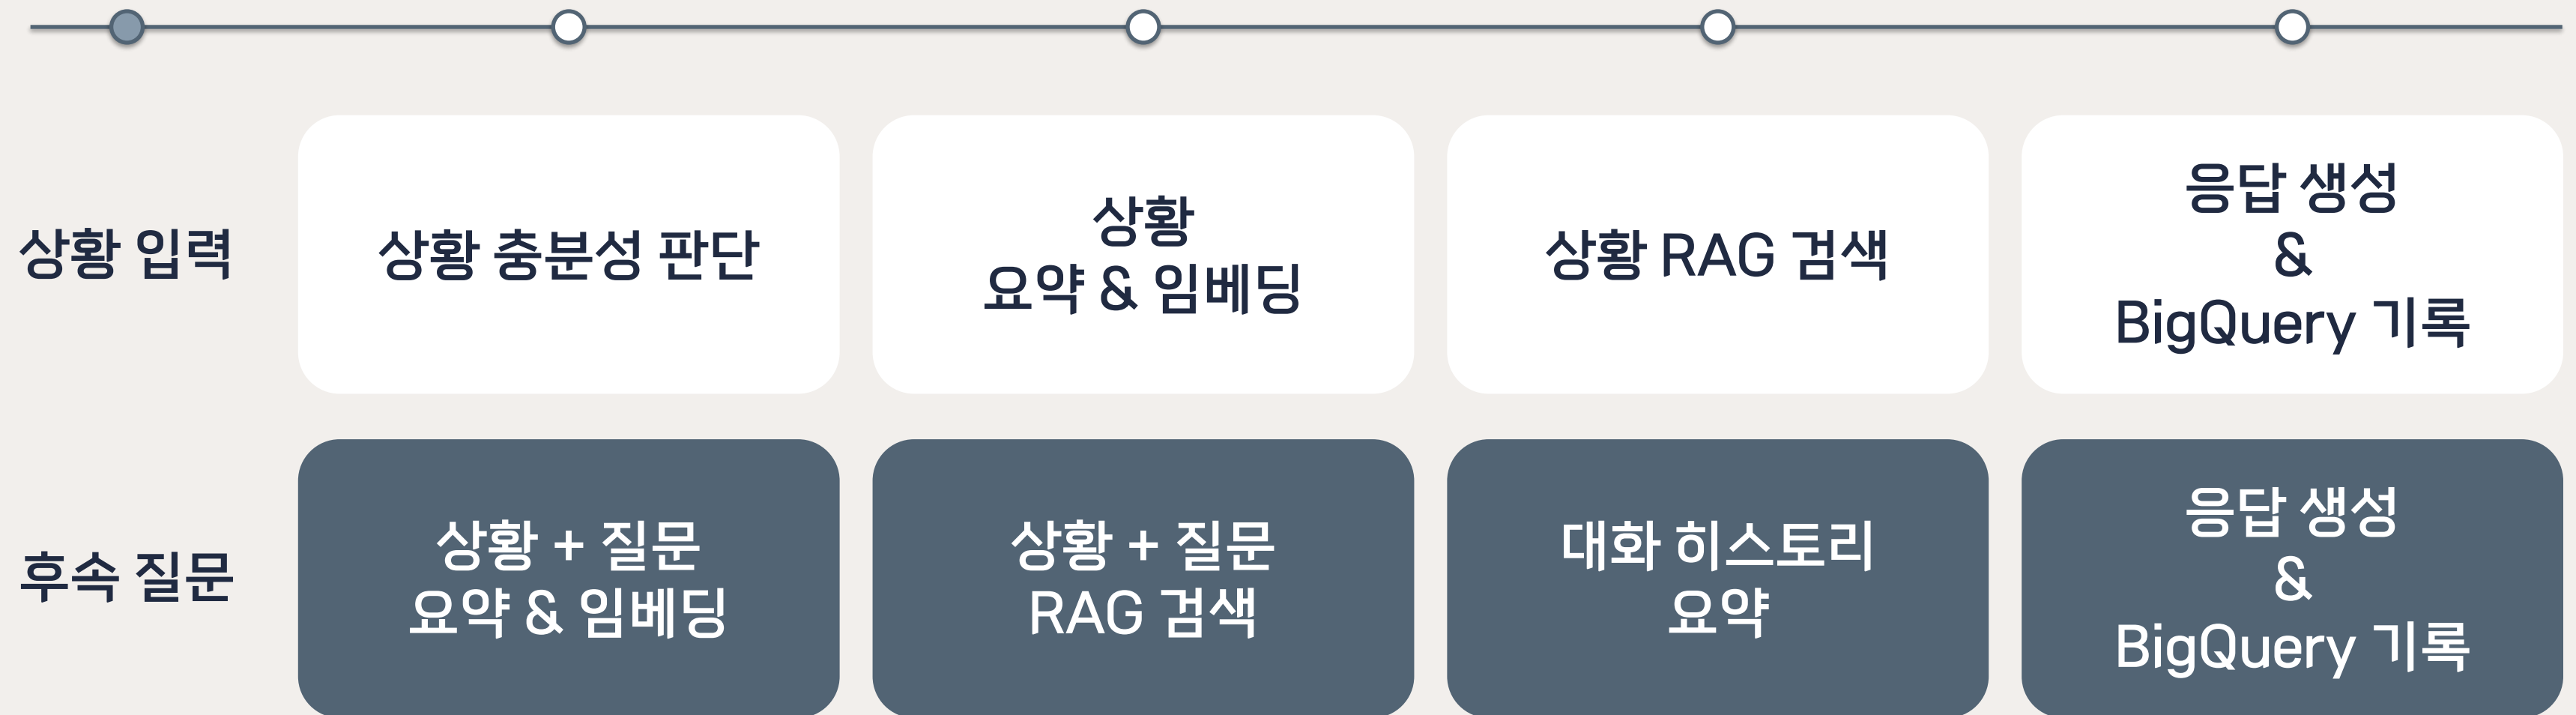 상황 입력
상황 충분성 판단
상황
요약 & 임베딩
상황 RAG 검색
응답 생성
&
BigQuery 기록
후속 질문
상황 + 질문
요약 & 임베딩
상황 + 질문
RAG 검색
대화 히스토리
요약
응답 생성
&
BigQuery 기록